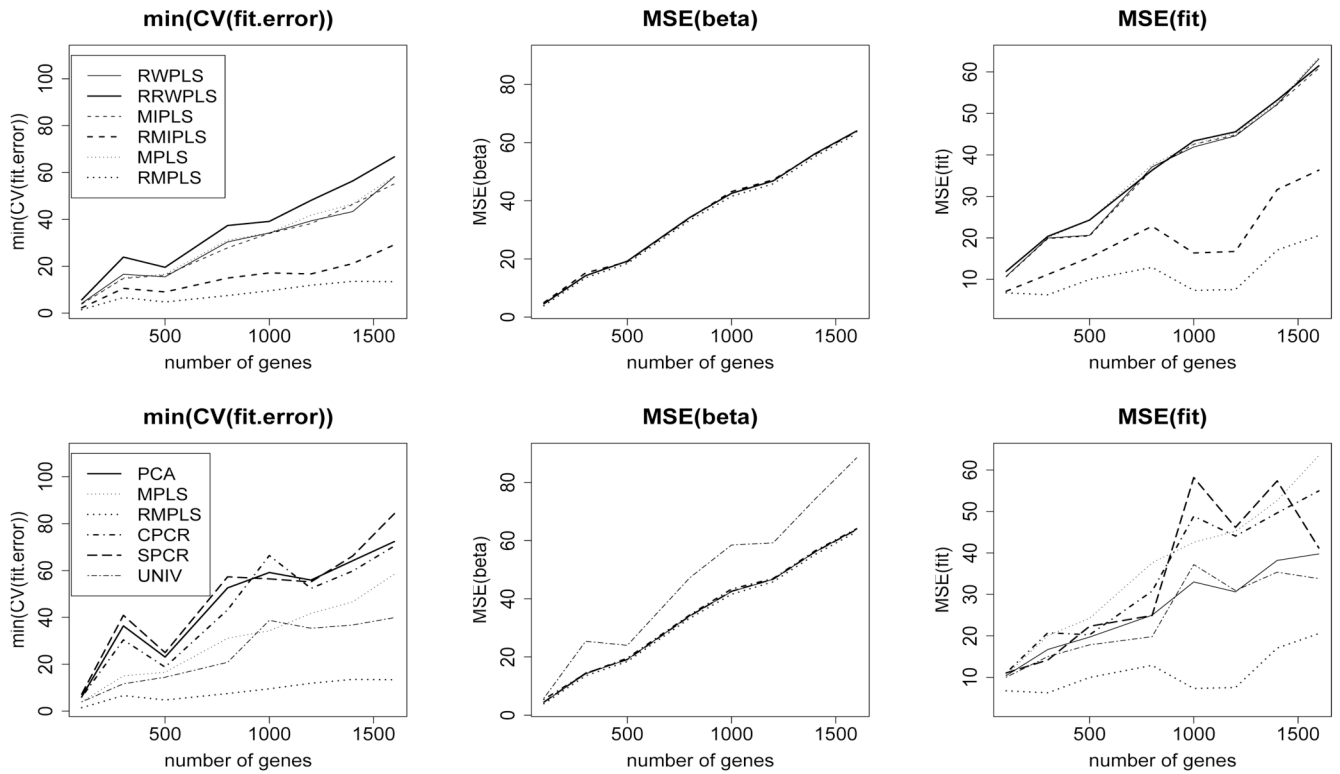 min(CV(fit.error))
min(CV(fit.error))
0 20 40 60 80 100
RWPLS
RRWPLS
MIPLS
RMIPLS
MPLS
RMPLS
500 1000 1500
number of genes
MSE(beta)
MSE(beta)
0 20 40 60 80
500 1000 1500
number of genes
MSE(fit)
MSE(fit)
10 20 30 40 50 60
500 1000 1500
number of genes
min(CV(fit.error))
min(CV(fit.error))
0 20 40 60 80 100
PCA
MPLS
RMPLS
CPCR
SPCR
UNIV
500 1000 1500
number of genes
MSE(beta)
MSE(beta)
0 20 40 60 80
500 1000 1500
number of genes
MSE(fit)
MSE(fit)
10 20 30 40 50 60
500 1000 1500
number of genes